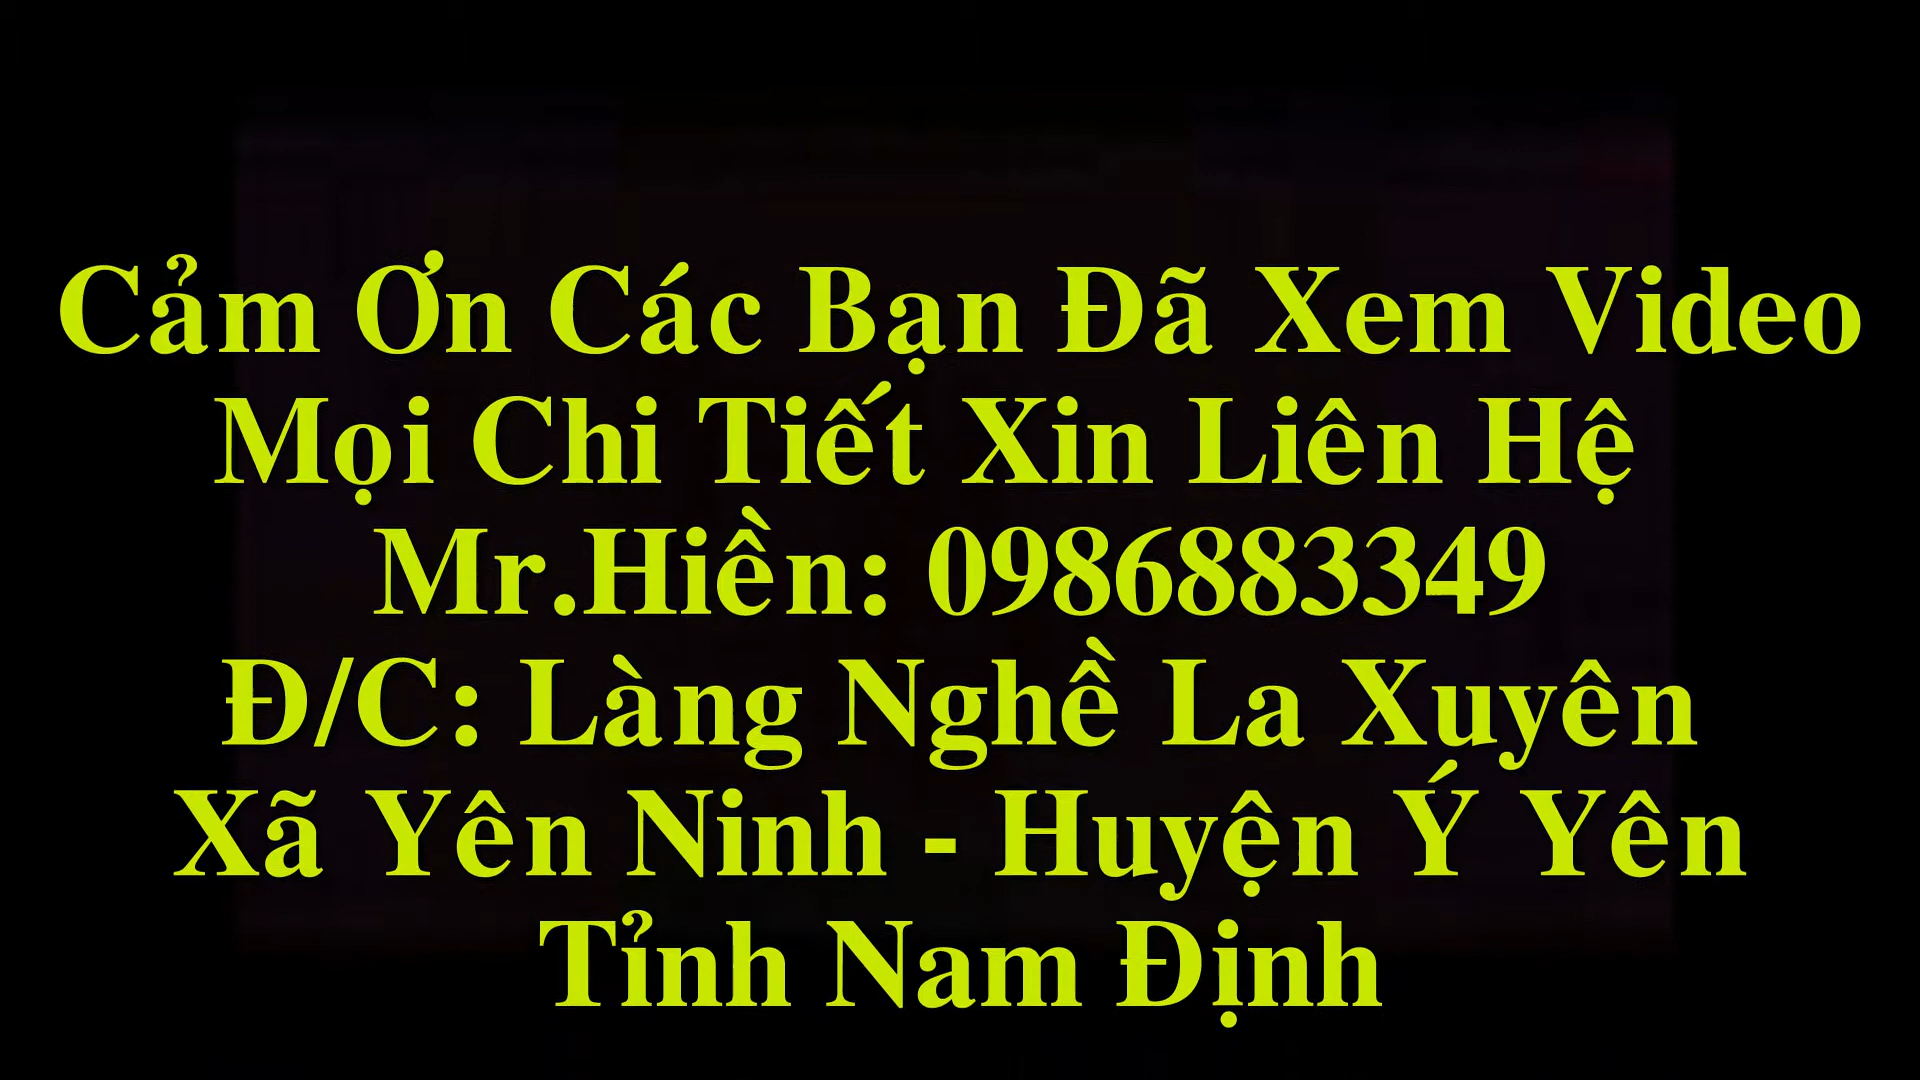 Cảm Ơn Các Bạn Đã Xem Video
Mọi Chi Tiết Xin Liên Hệ
Mr.Hiền: 0986883349
Đ/C: Làng Nghề La Xuyên
Xã Yên Ninh - Huyện Ý Yên
Tỉnh Nam Định